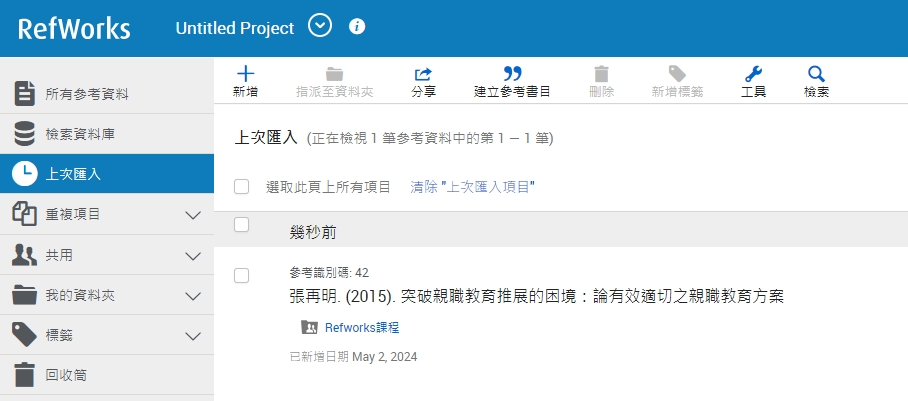 RefWorks
Untitled Project
所有參考資料
檢索資料庫
上次匯入
重複項目
共用
我的資料夾
標籤
回收筒
新增 指派至資料夾 分享 建立參考書目 刪除 新增標籤 工具 檢索
上次匯入 (正在檢視 1 筆參考資料中的第 1 – 1 筆)
選取此頁上所有項目 清除 "上次匯入項目"
幾秒前
參考識別碼: 42
張再明. (2015). 突破親職教育推展的困境：論有效適切之親職教育方案
Refworks課程
已新增日期 May 2, 2024